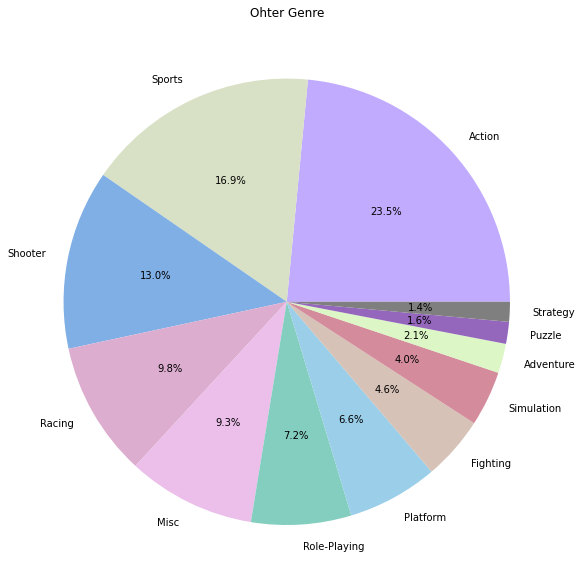 Ohter Genre
Sports
Action
16.9%
23.5%
Shooter
13.0%
1.4%
Strategy
1.6%
Puzzle
2.1%
Adventure
4.0%
9.8%
4.6%
Simulation
Racing
9.3%
6.6%
7.2%
Fighting
Platform
Misc
Role-Playing